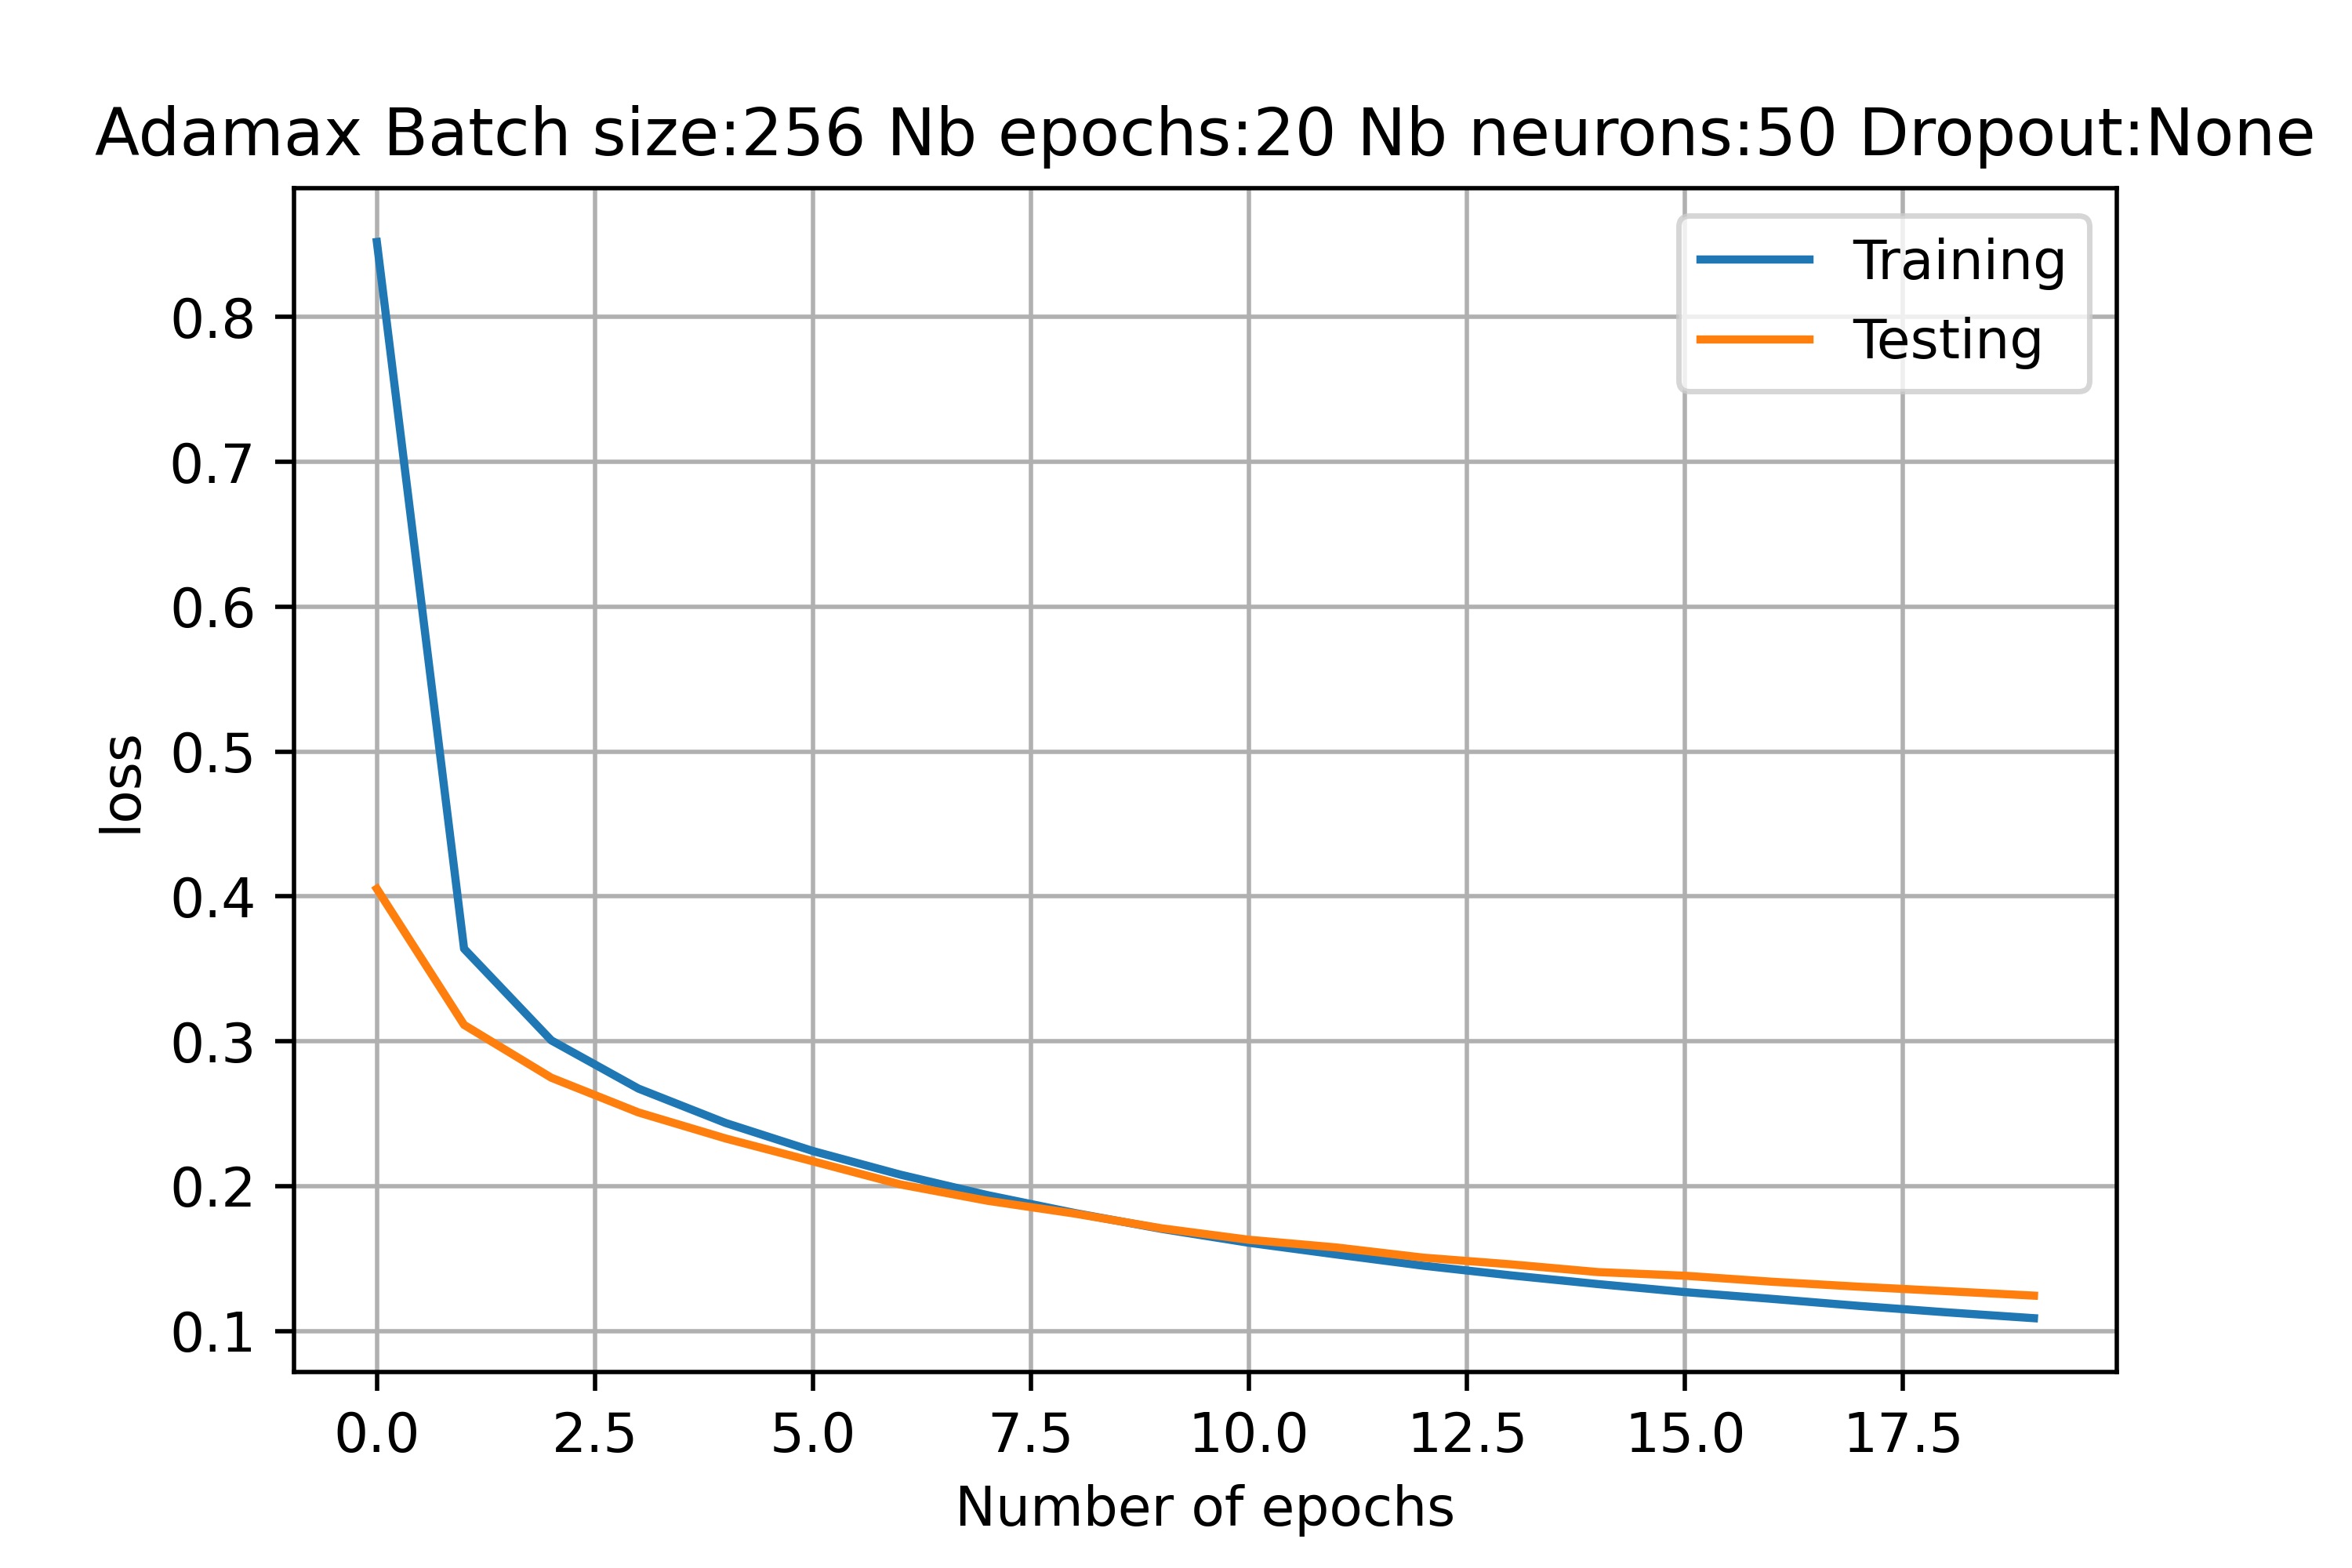 Adamax Batch size:256 Nb epochs:20 Nb neurons:50 Dropout:None
Training
Testing
0.8
0.7
0.6
0.5
0.4
0.3
0.2
0.1
loss
0.0 2.5 5.0 7.5 10.0 12.5 15.0 17.5
Number of epochs